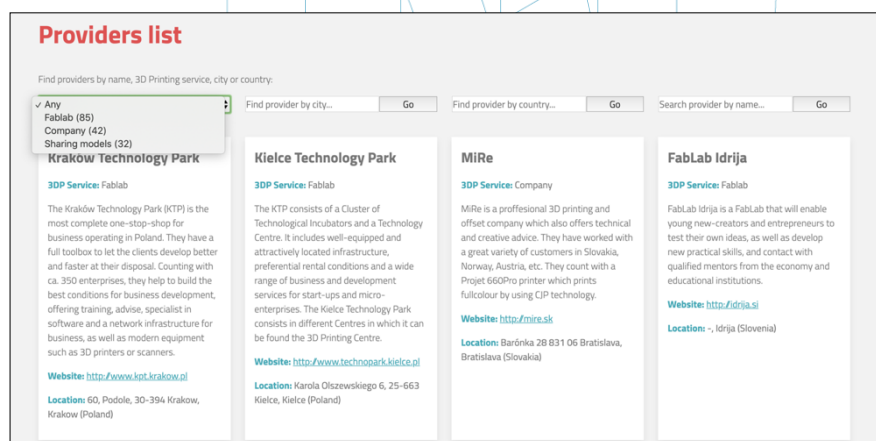 Providers list
Find providers by name, 3D Printing service, city or country:
✓ Any
Fablab (85)
Company (42)
Sharing models (32)
Find provider by city...
Go
Find provider by country...
Go
Search provider by name...
Go
Kraków Technology Park
3DP Service: Fablab
The Kraków Technology Park (KTP) is the
most complete one-stop-shop for
business operating in Poland. They have a
full toolbox to let the clients develop better
and faster at their disposal. Counting with
ca. 350 enterprises, they help to build the
best conditions for business development,
offering training, advise, specialist in
software and a network infrastructure for
business, as well as modern equipment
such as 3D printers or scanners.
Website: http://www.kpt.krakow.pl
Location: 60, Podole, 30-394 Krakow,
Krakow (Poland)
Kielce Technology Park
3DP Service: Fablab
The KTP consists of a Cluster of
Technological Incubators and a Technology
Centre. It includes well-equipped and
attractively located infrastructure,
preferential rental conditions and a wide
range of business and development
services for start-ups and micro-
enterprises. The Kielce Technology Park
consists in different Centres in which it can
be found the 3D Printing Centre.
Website: http://www.technopark.kielce.pl
Location: Karola Olszewskiego 6, 25-663
Kielce, Kielce (Poland)
MiRe
3DP Service: Company
MiRe is a proffesional 3D printing and
offset company which also offers technical
and creative advice. They have worked with
a great variety of customers in Slovakia,
Norway, Austria, etc. They count with a
Projet 660Pro printer which prints
fullcolour by using CJP technology.
Website: http://mire.sk
Location: Barónka 28 831 06 Bratislava,
Bratislava (Slovakia)
FabLab Idrija
3DP Service: Fablab
FabLab Idrija is a FabLab that will enable
young new-creators and entrepreneurs to
test their own ideas, as well as develop
new practical skills, and contact with
qualified mentors from the economy and
educational institutions.
Website: http://idrija.si
Location: -, Idrija (Slovenia)